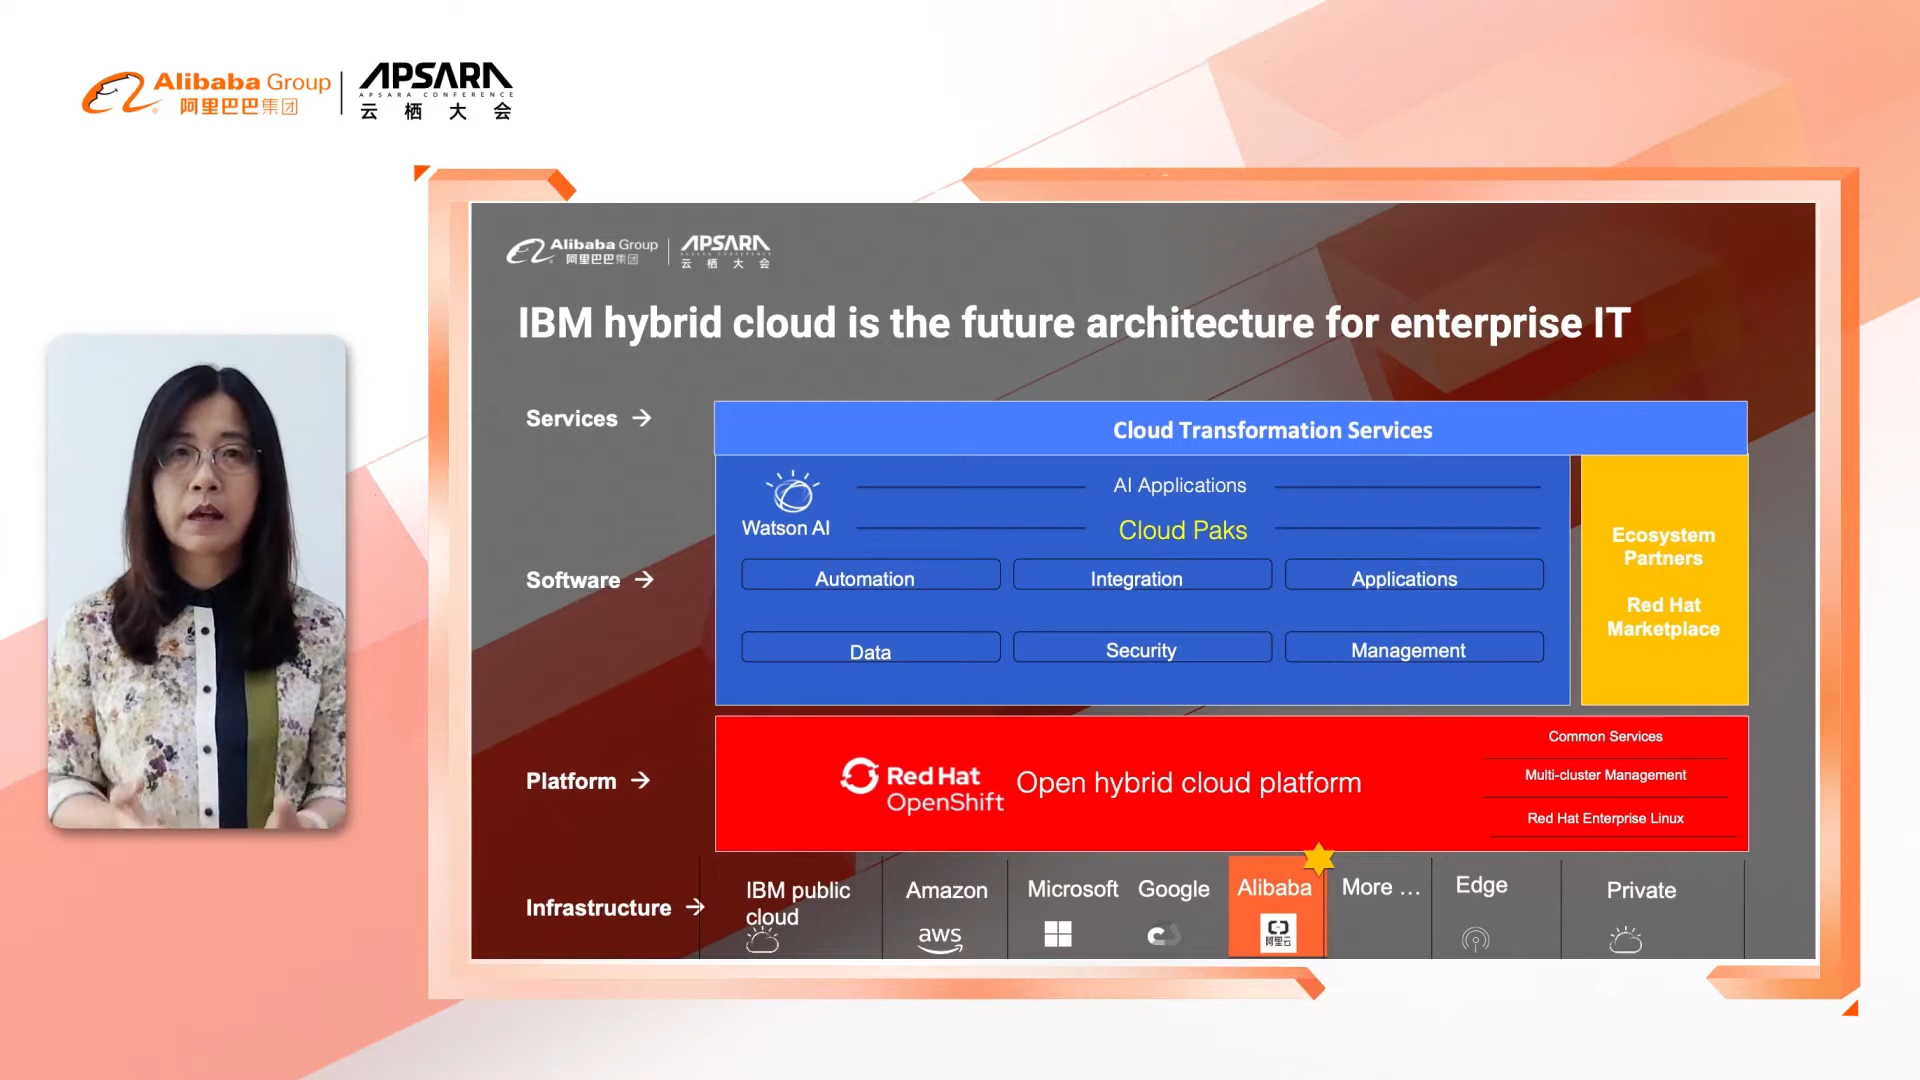 Alibaba Group
阿里巴巴集团
APSARA
APSARA CONFERENCE
云栖大会
Alibaba Group
阿里巴巴集团
APSARA
云栖大会
IBM hybrid cloud is the future architecture for enterprise IT
Services →
Cloud Transformation Services
Software →
Watson AI
AI Applications
Cloud Paks
Automation
Integration
Applications
Data
Security
Management
Ecosystem
Partners
Red Hat
Marketplace
Platform →
Red Hat
OpenShift
Open hybrid cloud platform
Common Services
Multi-cluster Management
Red Hat Enterprise Linux
Infrastructure →
IBM public
cloud
Amazon
aws
Microsoft
Google
Alibaba
阿里云
More ...
Edge
Private